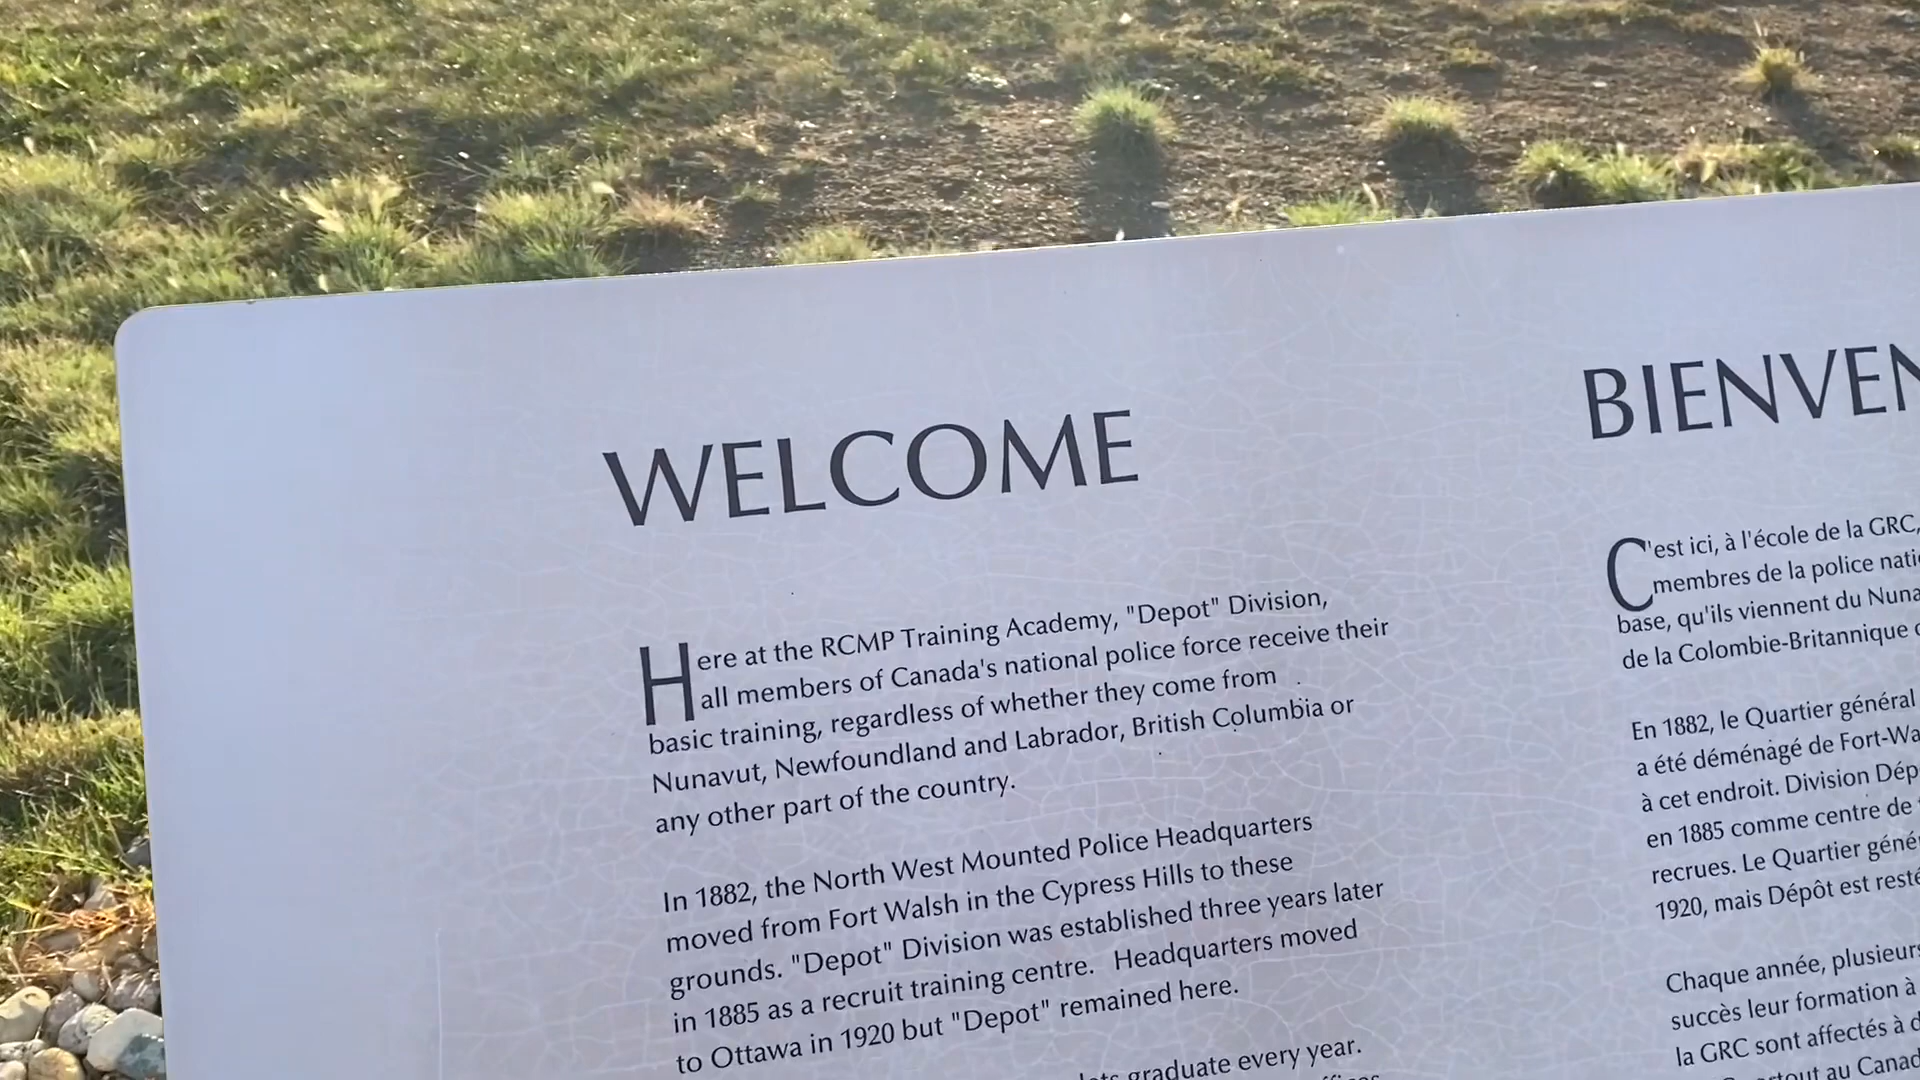 WELCOME
Here at the RCMP Training Academy, "Depot" Division,
all members of Canada's national police force receive their
basic training, regardless of whether they come from
Nunavut, Newfoundland and Labrador, British Columbia or
any other part of the country.
In 1882, the North West Mounted Police Headquarters
moved from Fort Walsh in the Cypress Hills to these
grounds. "Depot" Division was established three years later
in 1885 as a recruit training centre. Headquarters moved
to Ottawa in 1920 but "Depot" remained here.
graduate every year.
BIENVEN
C'est ici, à l'école de la GRC,
membres de la police nati
base, qu'ils viennent du Nuna
de la Colombie-Britannique
En 1882, le Quartier général
a été déménagé de Fort-Wa
à cet endroit. Division Dép
en 1885 comme centre de
recrues. Le Quartier géné
1920, mais Dépôt est resté
Chaque année, plusieurs
succès leur formation à
la GRC sont affectés à
au Canad